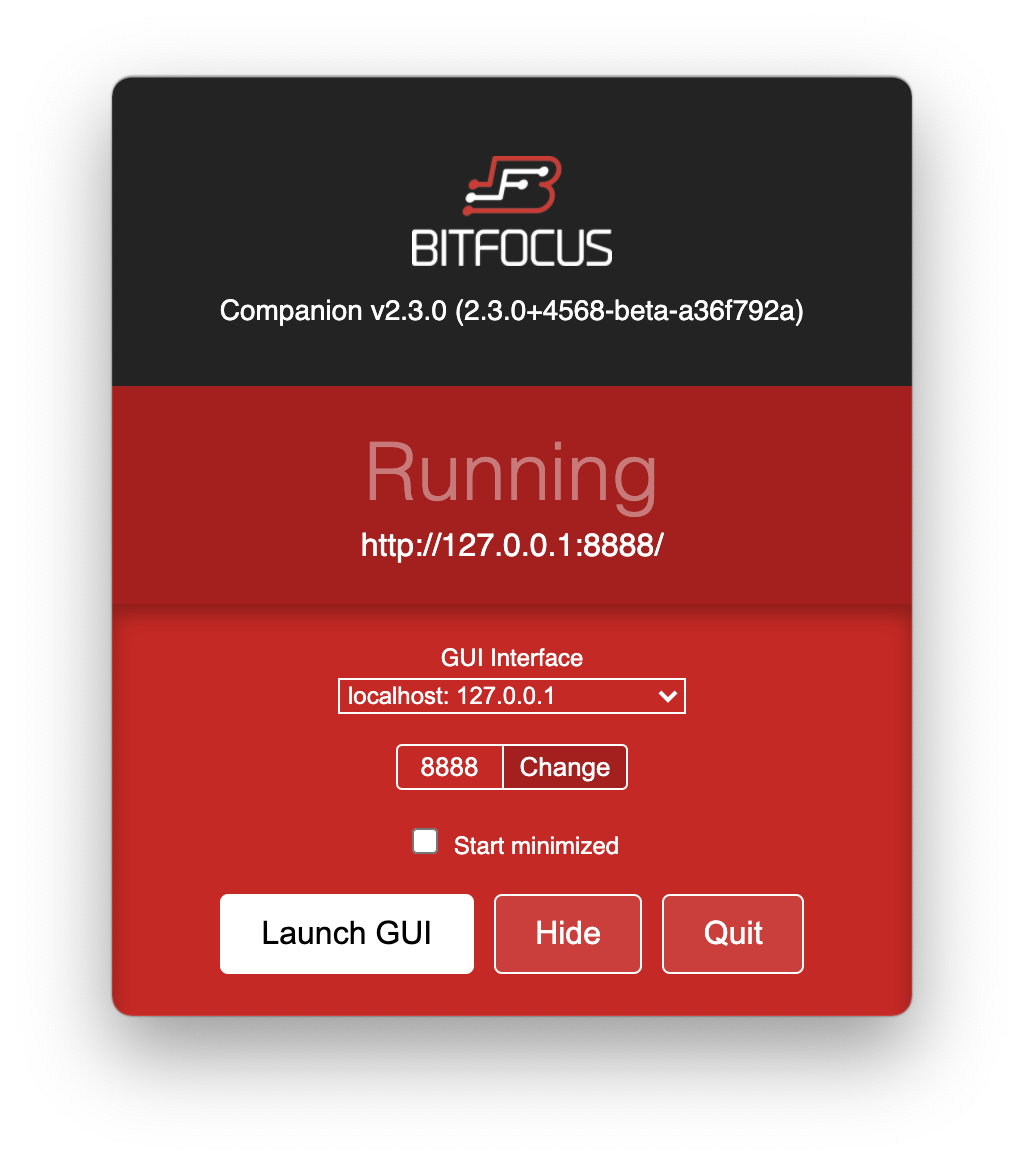 BITFOCUS
Companion v2.3.0 (2.3.0+4568-beta-a36f792a)
Running
http://127.0.0.1:8888/
GUI Interface
localhost: 127.0.0.1
8888 Change
Start minimized
Launch GUI Hide Quit